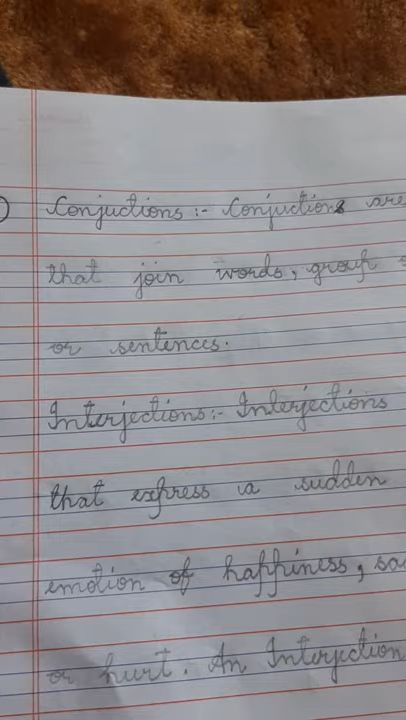 Conjuctions :- Conjuctions are
that join words, group
or sentences.
Interjections :- Interjections
that express a sudden
emotion of happiness, sa
or hurt. An Interjection